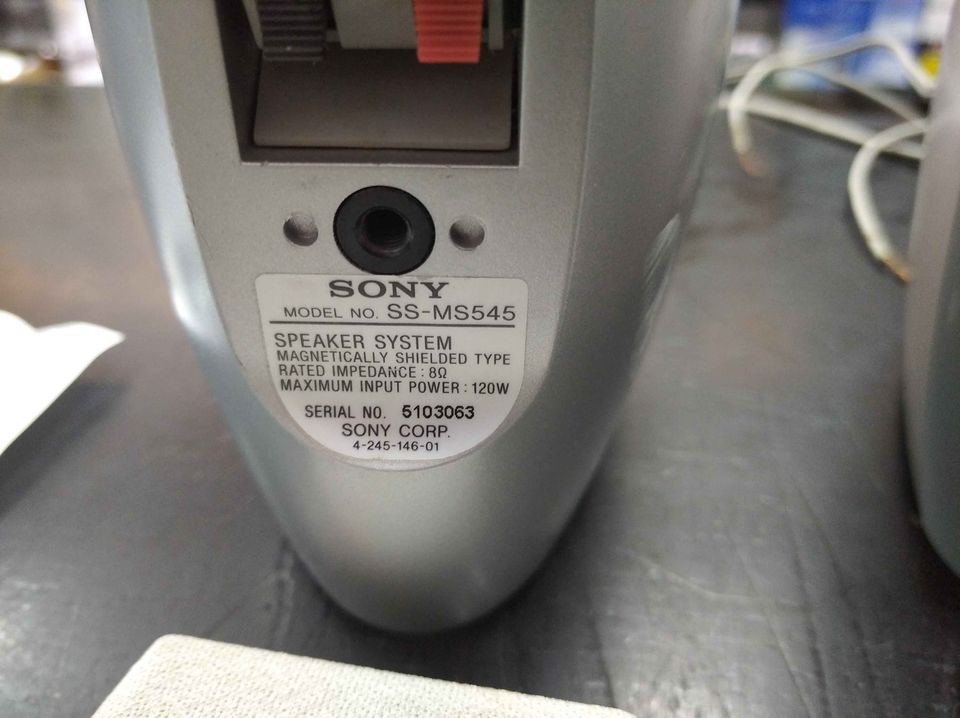 SONY
MODEL NO. SS-MS545
SPEAKER SYSTEM
MAGNETICALLY SHIELDED TYPE
RATED IMPEDANCE : 8Ω
MAXIMUM INPUT POWER : 120W
SERIAL NO. 5103063
SONY CORP.
4-245-146-01